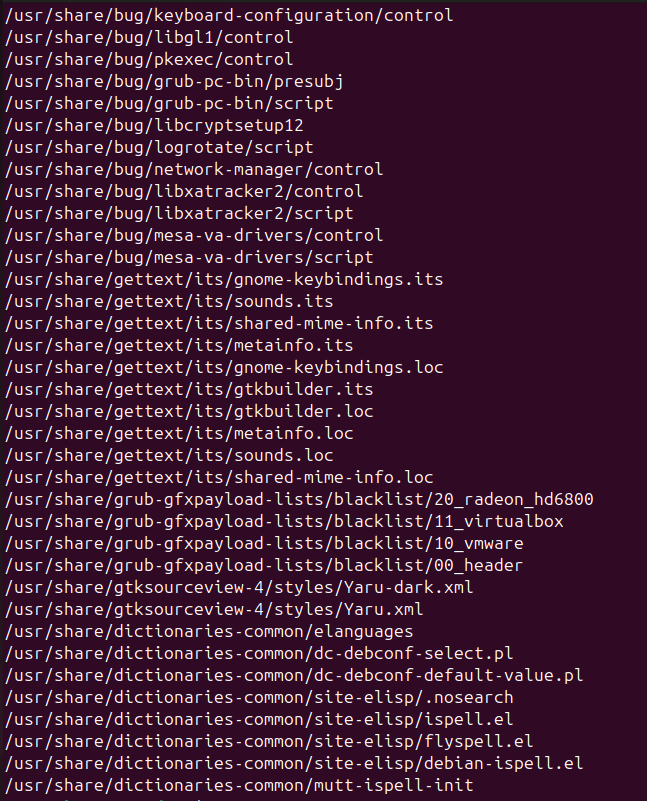 /usr/share/bug/keyboard-configuration/control
/usr/share/bug/libgl1/control
/usr/share/bug/pkexec/control
/usr/share/bug/grub-pc-bin/presubj
/usr/share/bug/grub-pc-bin/script
/usr/share/bug/libcryptsetup12
/usr/share/bug/logrotate/script
/usr/share/bug/network-manager/control
/usr/share/bug/libxatracker2/control
/usr/share/bug/libxatracker2/script
/usr/share/bug/mesa-va-drivers/control
/usr/share/bug/mesa-va-drivers/script
/usr/share/gettext/its/gnome-keybindings.its
/usr/share/gettext/its/sounds.its
/usr/share/gettext/its/shared-mime-info.its
/usr/share/gettext/its/metainfo.its
/usr/share/gettext/its/gnome-keybindings.loc
/usr/share/gettext/its/gtkbuilder.its
/usr/share/gettext/its/gtkbuilder.loc
/usr/share/gettext/its/metainfo.loc
/usr/share/gettext/its/sounds.loc
/usr/share/gettext/its/shared-mime-info.loc
/usr/share/grub-gfxpayload-lists/blacklist/20_radeon_hd6800
/usr/share/grub-gfxpayload-lists/blacklist/11_virtualbox
/usr/share/grub-gfxpayload-lists/blacklist/10_vmware
/usr/share/grub-gfxpayload-lists/blacklist/00_header
/usr/share/gtksourceview-4/styles/Yaru-dark.xml
/usr/share/gtksourceview-4/styles/Yaru.xml
/usr/share/dictionaries-common/elanguages
/usr/share/dictionaries-common/dc-debconf-select.pl
/usr/share/dictionaries-common/dc-debconf-default-value.pl
/usr/share/dictionaries-common/site-elisp/.nosearch
/usr/share/dictionaries-common/site-elisp/ispell.el
/usr/share/dictionaries-common/site-elisp/flyspell.el
/usr/share/dictionaries-common/site-elisp/debian-ispell.el
/usr/share/dictionaries-common/mutt-ispell-init